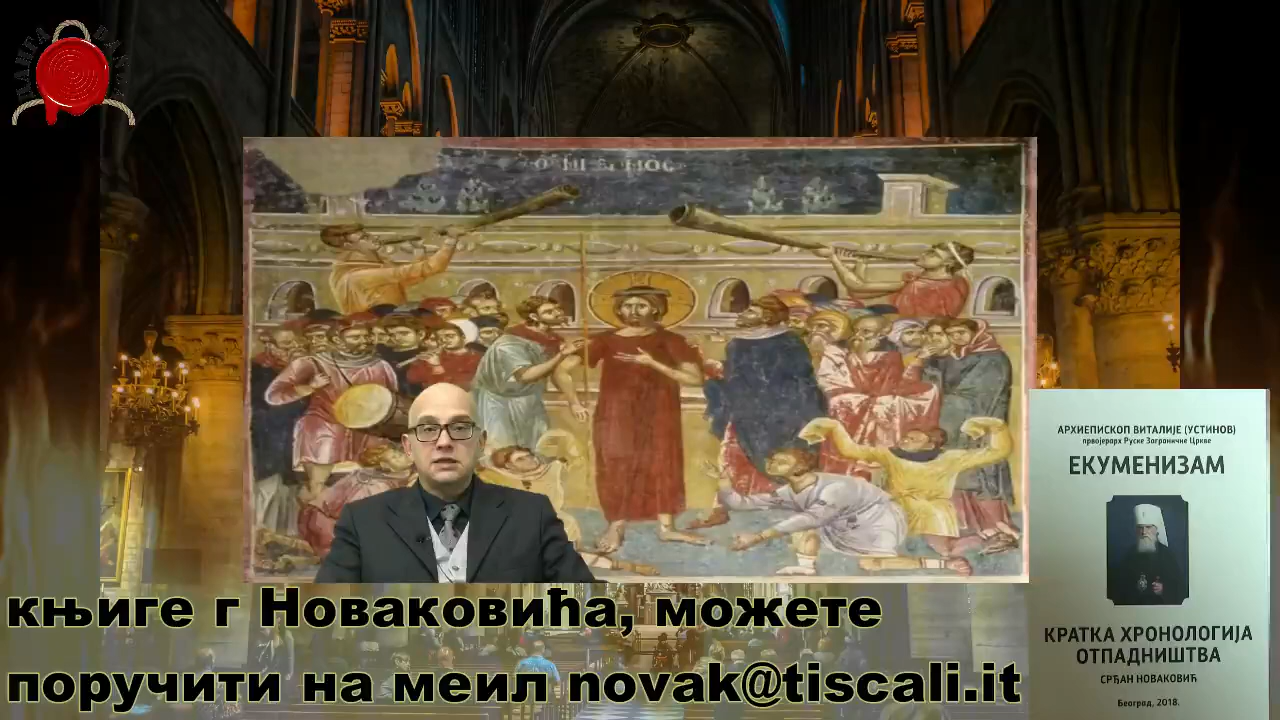 АРХИЕПИСКОП ВИТАЛИЈЕ (УСТИНОВ)
првојерарх Руске Заграничне Цркве
ЕКУМЕНИЗАМ
КРАТКА ХРОНОЛОГИЈА
ОТПАДНИШТВА
СРЂАН НОВАКОВИЋ
Београд, 2018.
књиге г Новаковића, можете
поручити на меил novak@tiscali.it